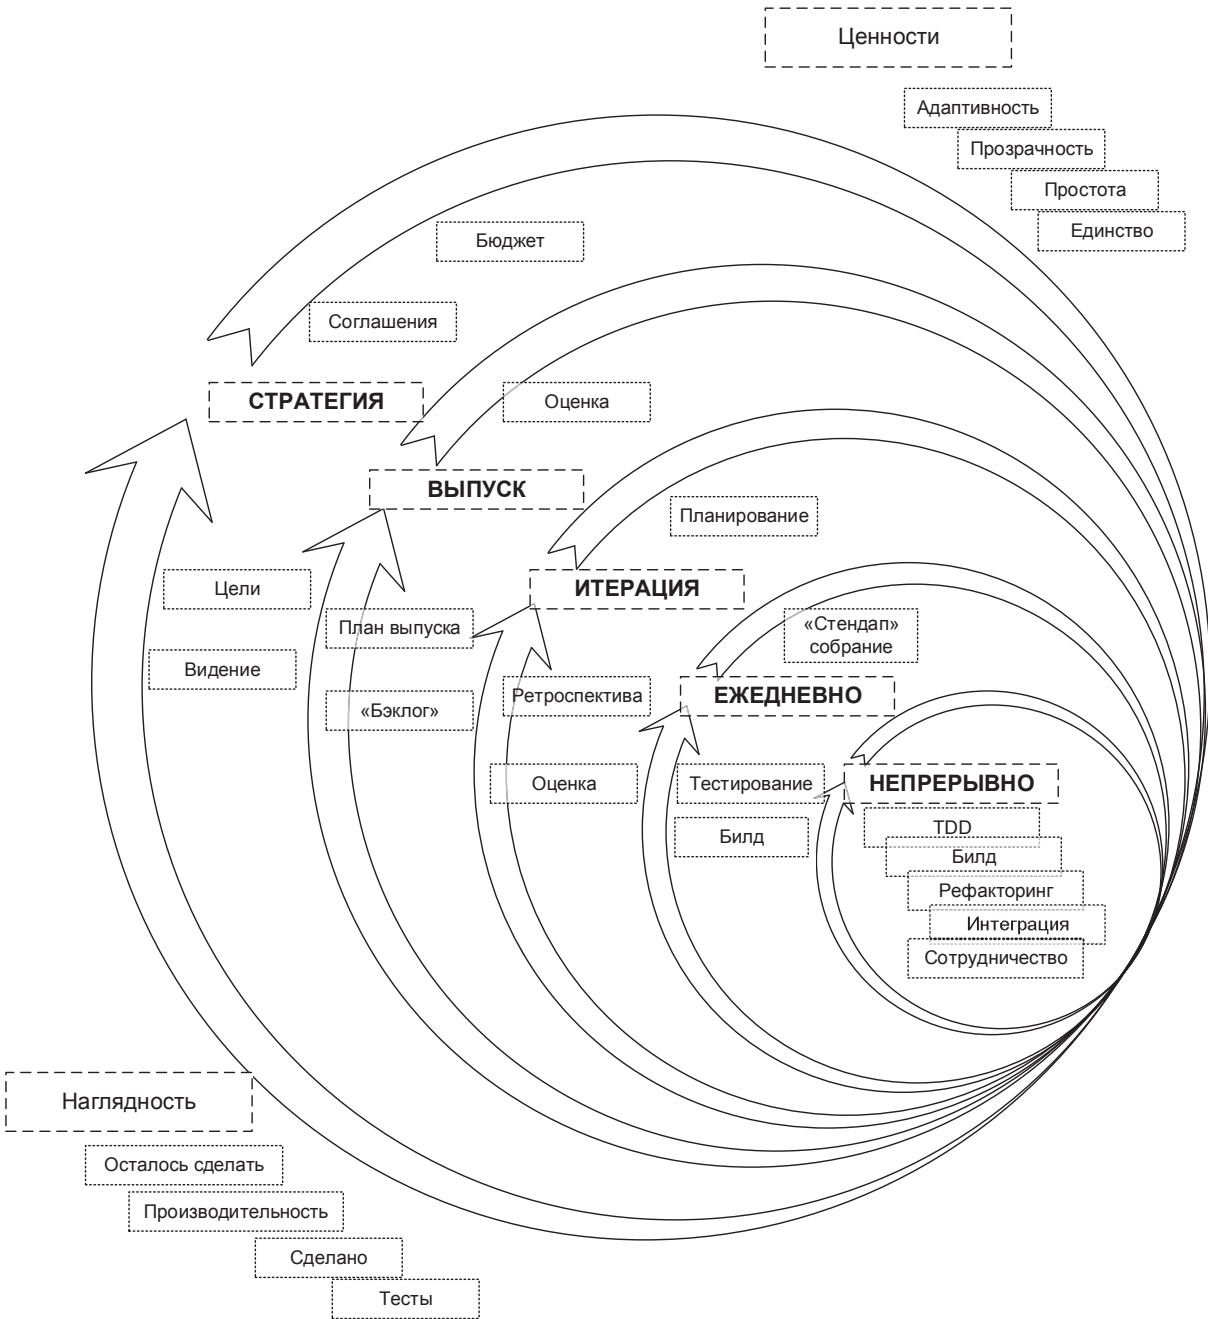 Ценности
Адаптивность
Прозрачность
Простота
Единство
Бюджет
Соглашения
СТРАТЕГИЯ
Оценка
ВЫПУСК
Планирование
ИТЕРАЦИЯ
Цели
Видение
План выпуска
«Бэклог»
«Стендап»
собрание
Ретроспектива
ЕЖЕДНЕВНО
Оценка
Тестирование
Билд
НЕПРЕРЫВНО
TDD
Билд
Рефакторинг
Интеграция
Сотрудничество
Наглядность
Осталось сделать
Производительность
Сделано
Тесты